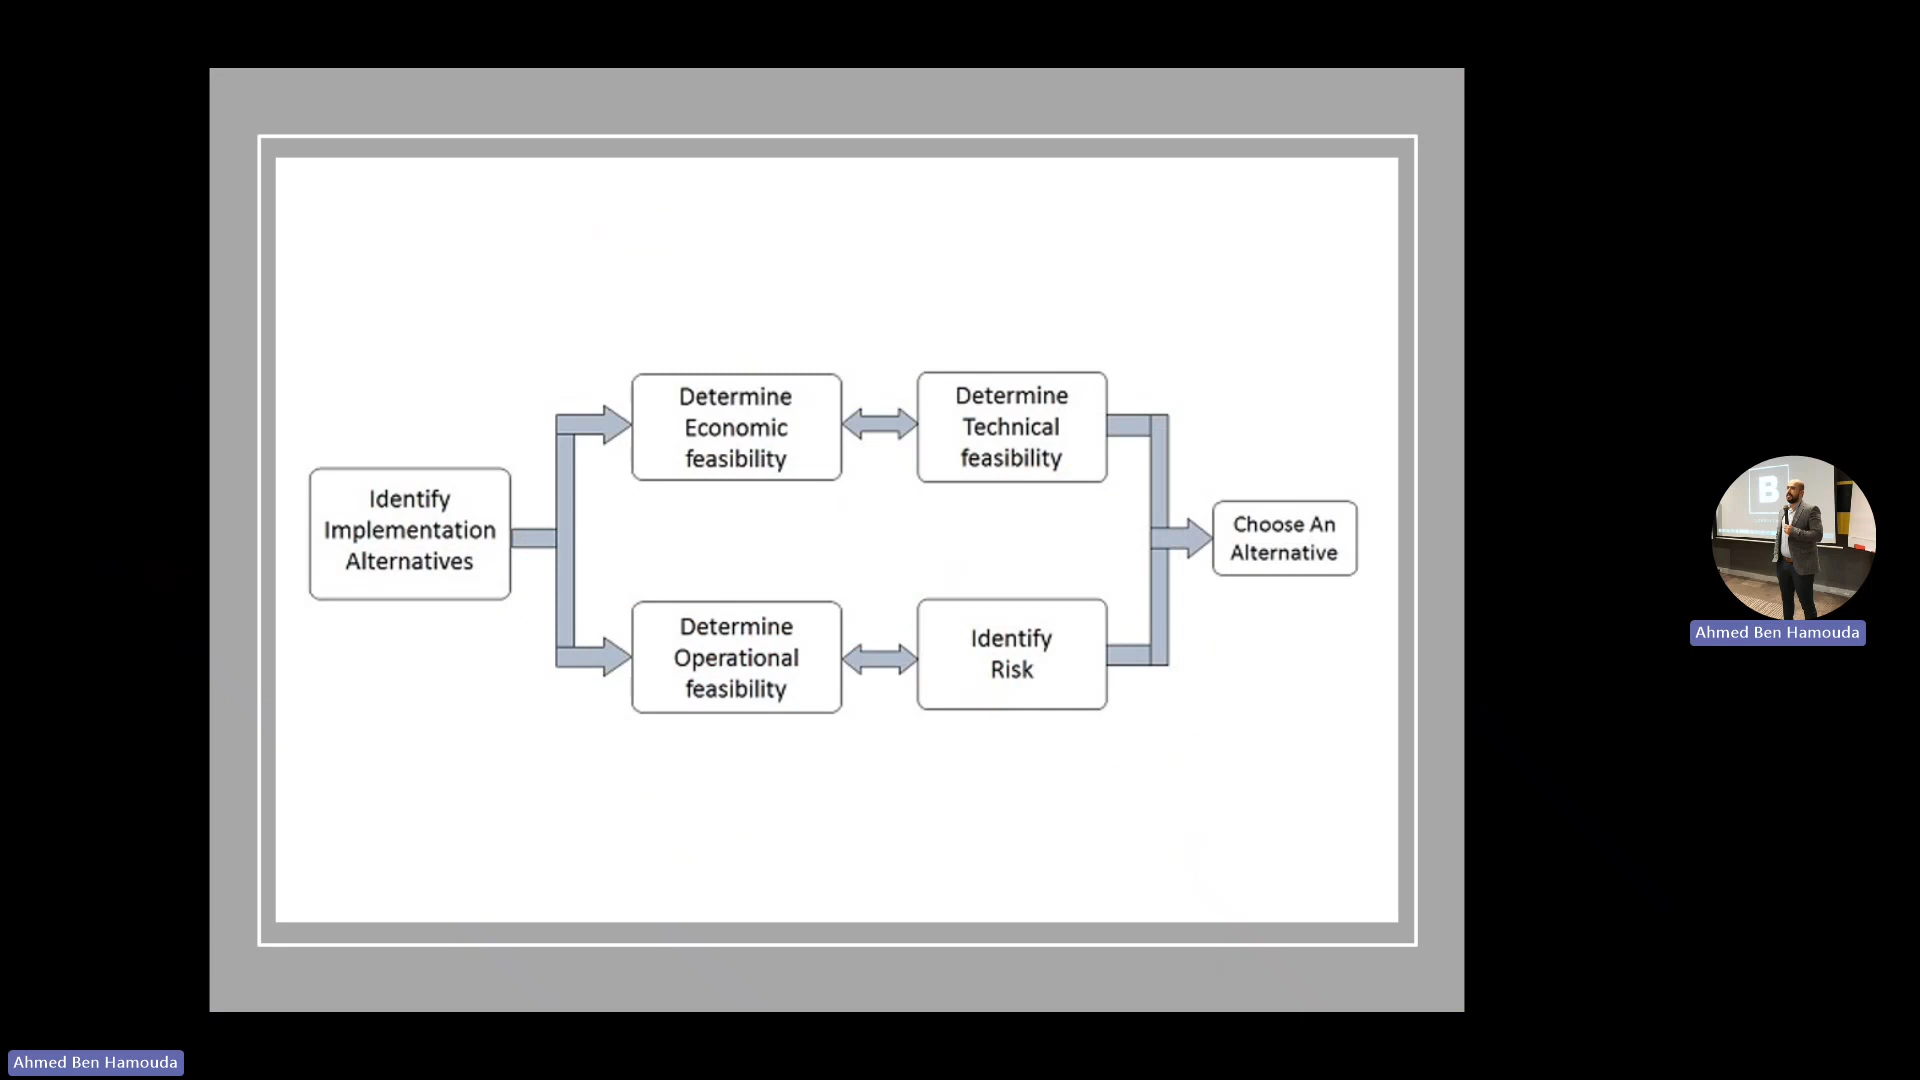 Identify
Implementation
Alternatives
Determine
Economic
feasibility
Determine
Technical
feasibility
Determine
Operational
feasibility
Identify
Risk
Choose An
Alternative
B
Ahmed Ben Hamouda
Ahmed Ben Hamouda